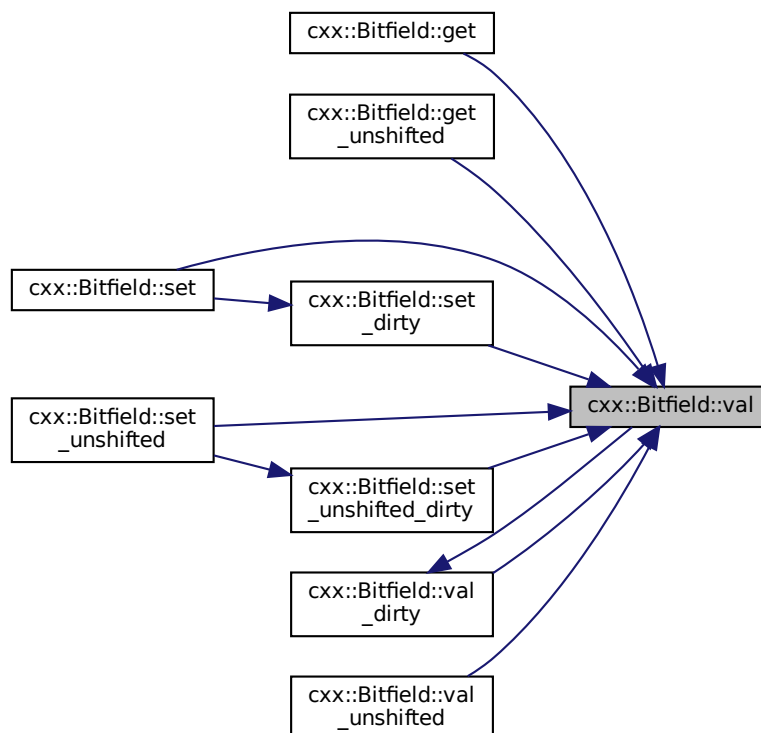 cxx::Bitfield::get
cxx::Bitfield::get
_unshifted
cxx::Bitfield::set
cxx::Bitfield::set
_dirty
cxx::Bitfield::val
cxx::Bitfield::set
_unshifted
cxx::Bitfield::set
_unshifted_dirty
cxx::Bitfield::val
_dirty
cxx::Bitfield::val
_unshifted